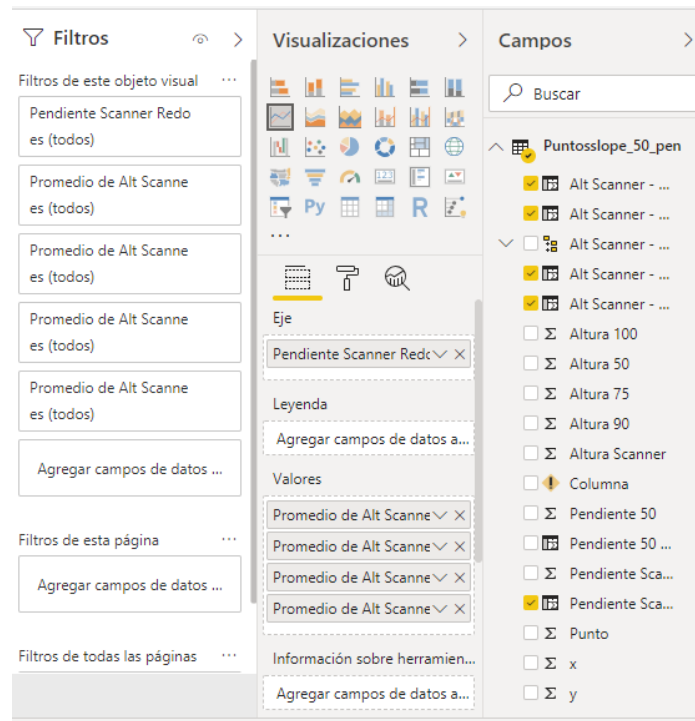 Filtros
Filtros de este objeto visual ...
Pendiente Scanner Redo
es (todos)
Promedio de Alt Scanne
es (todos)
Promedio de Alt Scanne
es (todos)
Promedio de Alt Scanne
es (todos)
Promedio de Alt Scanne
es (todos)
Agregar campos de datos ...
Filtros de esta página ...
Agregar campos de datos ...
Filtros de todas las páginas ...
Visualizaciones
123
Py
R
...
Eje
Pendiente Scanner Redo
Leyenda
Agregar campos de datos a...
Valores
Promedio de Alt Scanne
Promedio de Alt Scanne
Promedio de Alt Scanne
Promedio de Alt Scanne
Información sobre herramien...
Agregar campos de datos a...
Campos
Buscar
Puntosslope_50_pen
Alt Scanner - ...
Alt Scanner - ...
Alt Scanner - ...
Alt Scanner - ...
Alt Scanner - ...
Σ Altura 100
Σ Altura 50
Σ Altura 75
Σ Altura 90
Σ Altura Scanner
Columna
Σ Pendiente 50
Pendiente 50 ...
Σ Pendiente Sca...
Pendiente Sca...
Σ Punto
Σ x
Σ y